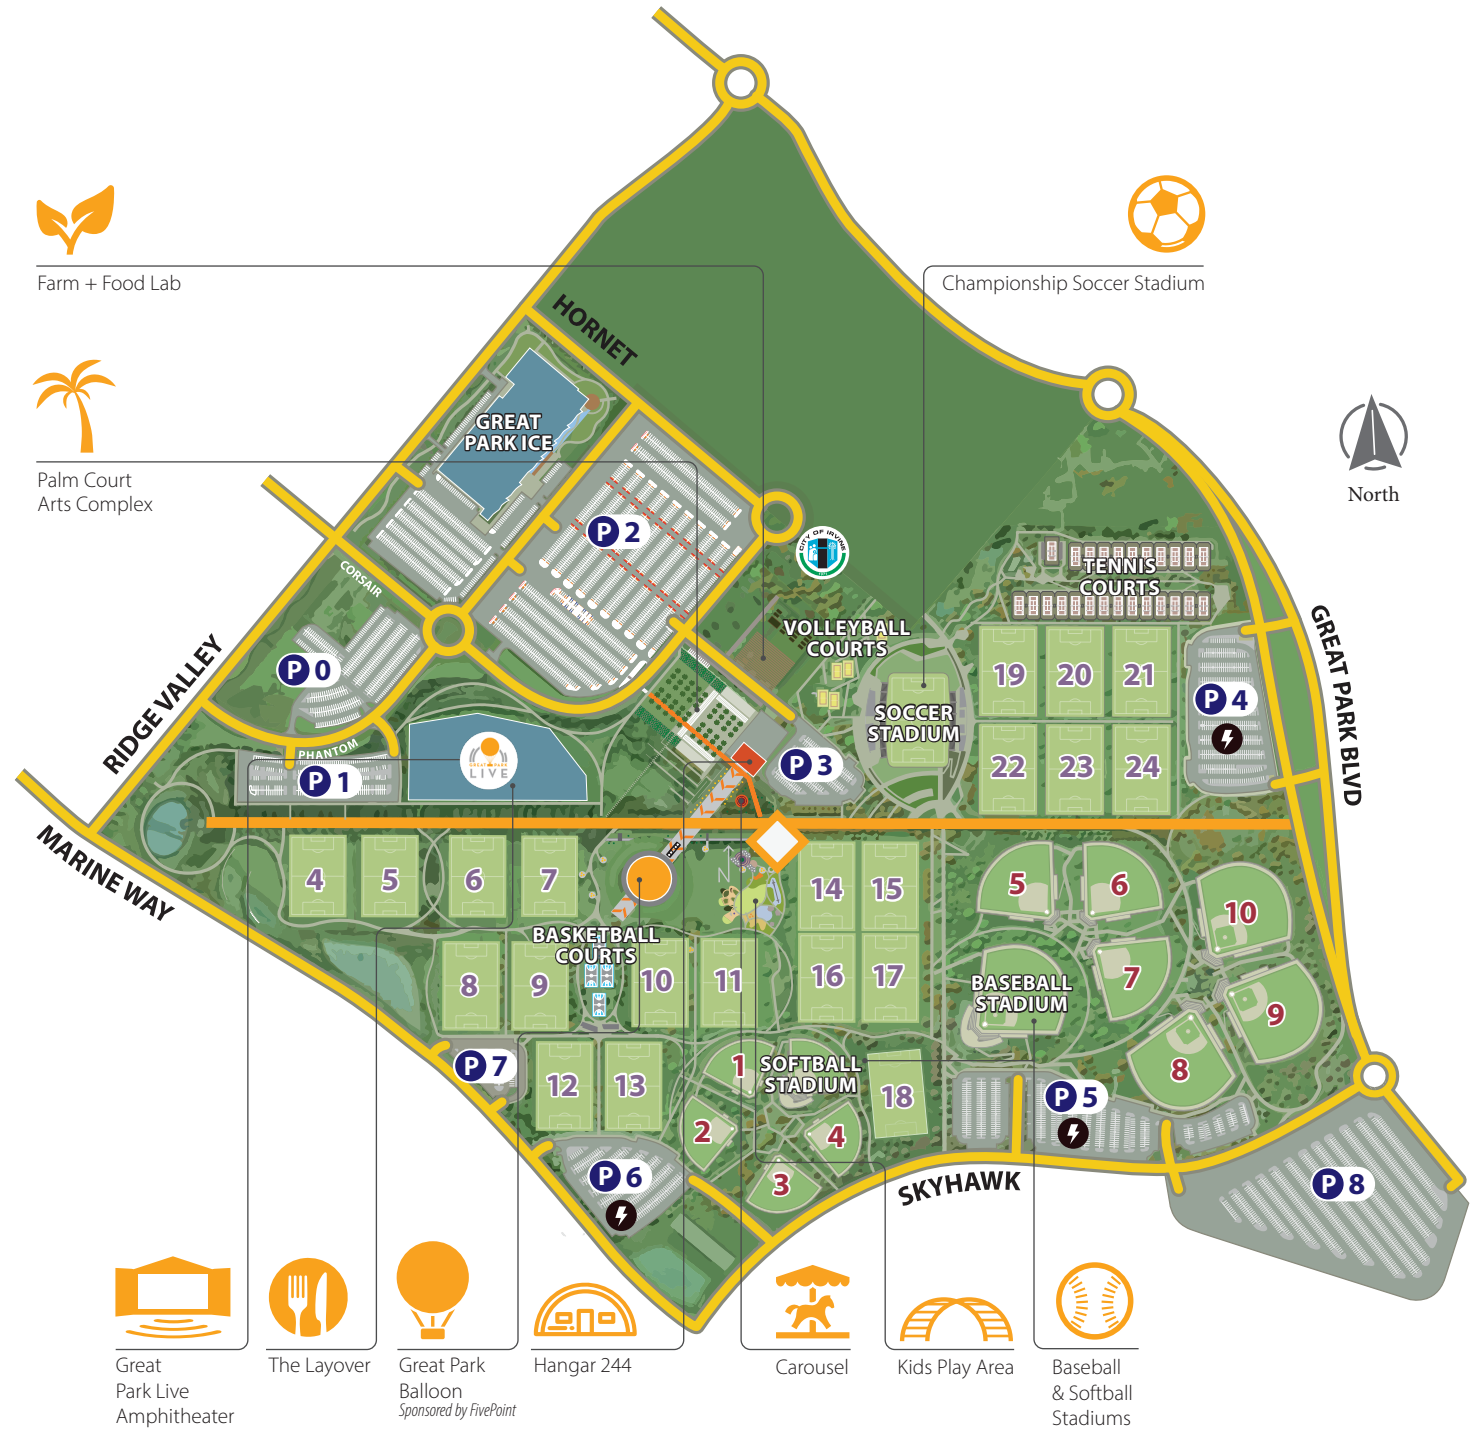 Farm + Food Lab
Championship Soccer Stadium
HORNET
GREAT
PARK ICE
Palm Court
Arts Complex
North
P 2
CITY OF IRVINE
CORSAIR
TENNIS
COURTS
VOLLEYBALL
COURTS
P 0
RIDGE VALLEY
GREAT PARK BLVD
19
20
21
P 4
SOCCER
STADIUM
PHANTOM
P 1
GREAT PARK
LIVE
P 3
22
23
24
MARINE WAY
4
5
6
7
N
14
15
5
6
10
BASKETBALL
COURTS
8
9
10
11
16
17
BASEBALL
STADIUM
7
9
P 7
12
13
1
SOFTBALL
STADIUM
18
8
P 5
2
4
3
P 6
SKYHAWK
P 8
Great
Park Live
Amphitheater
The Layover
Great Park
Balloon
Sponsored by FivePoint
Hangar 244
Carousel
Kids Play Area
Baseball
& Softball
Stadiums